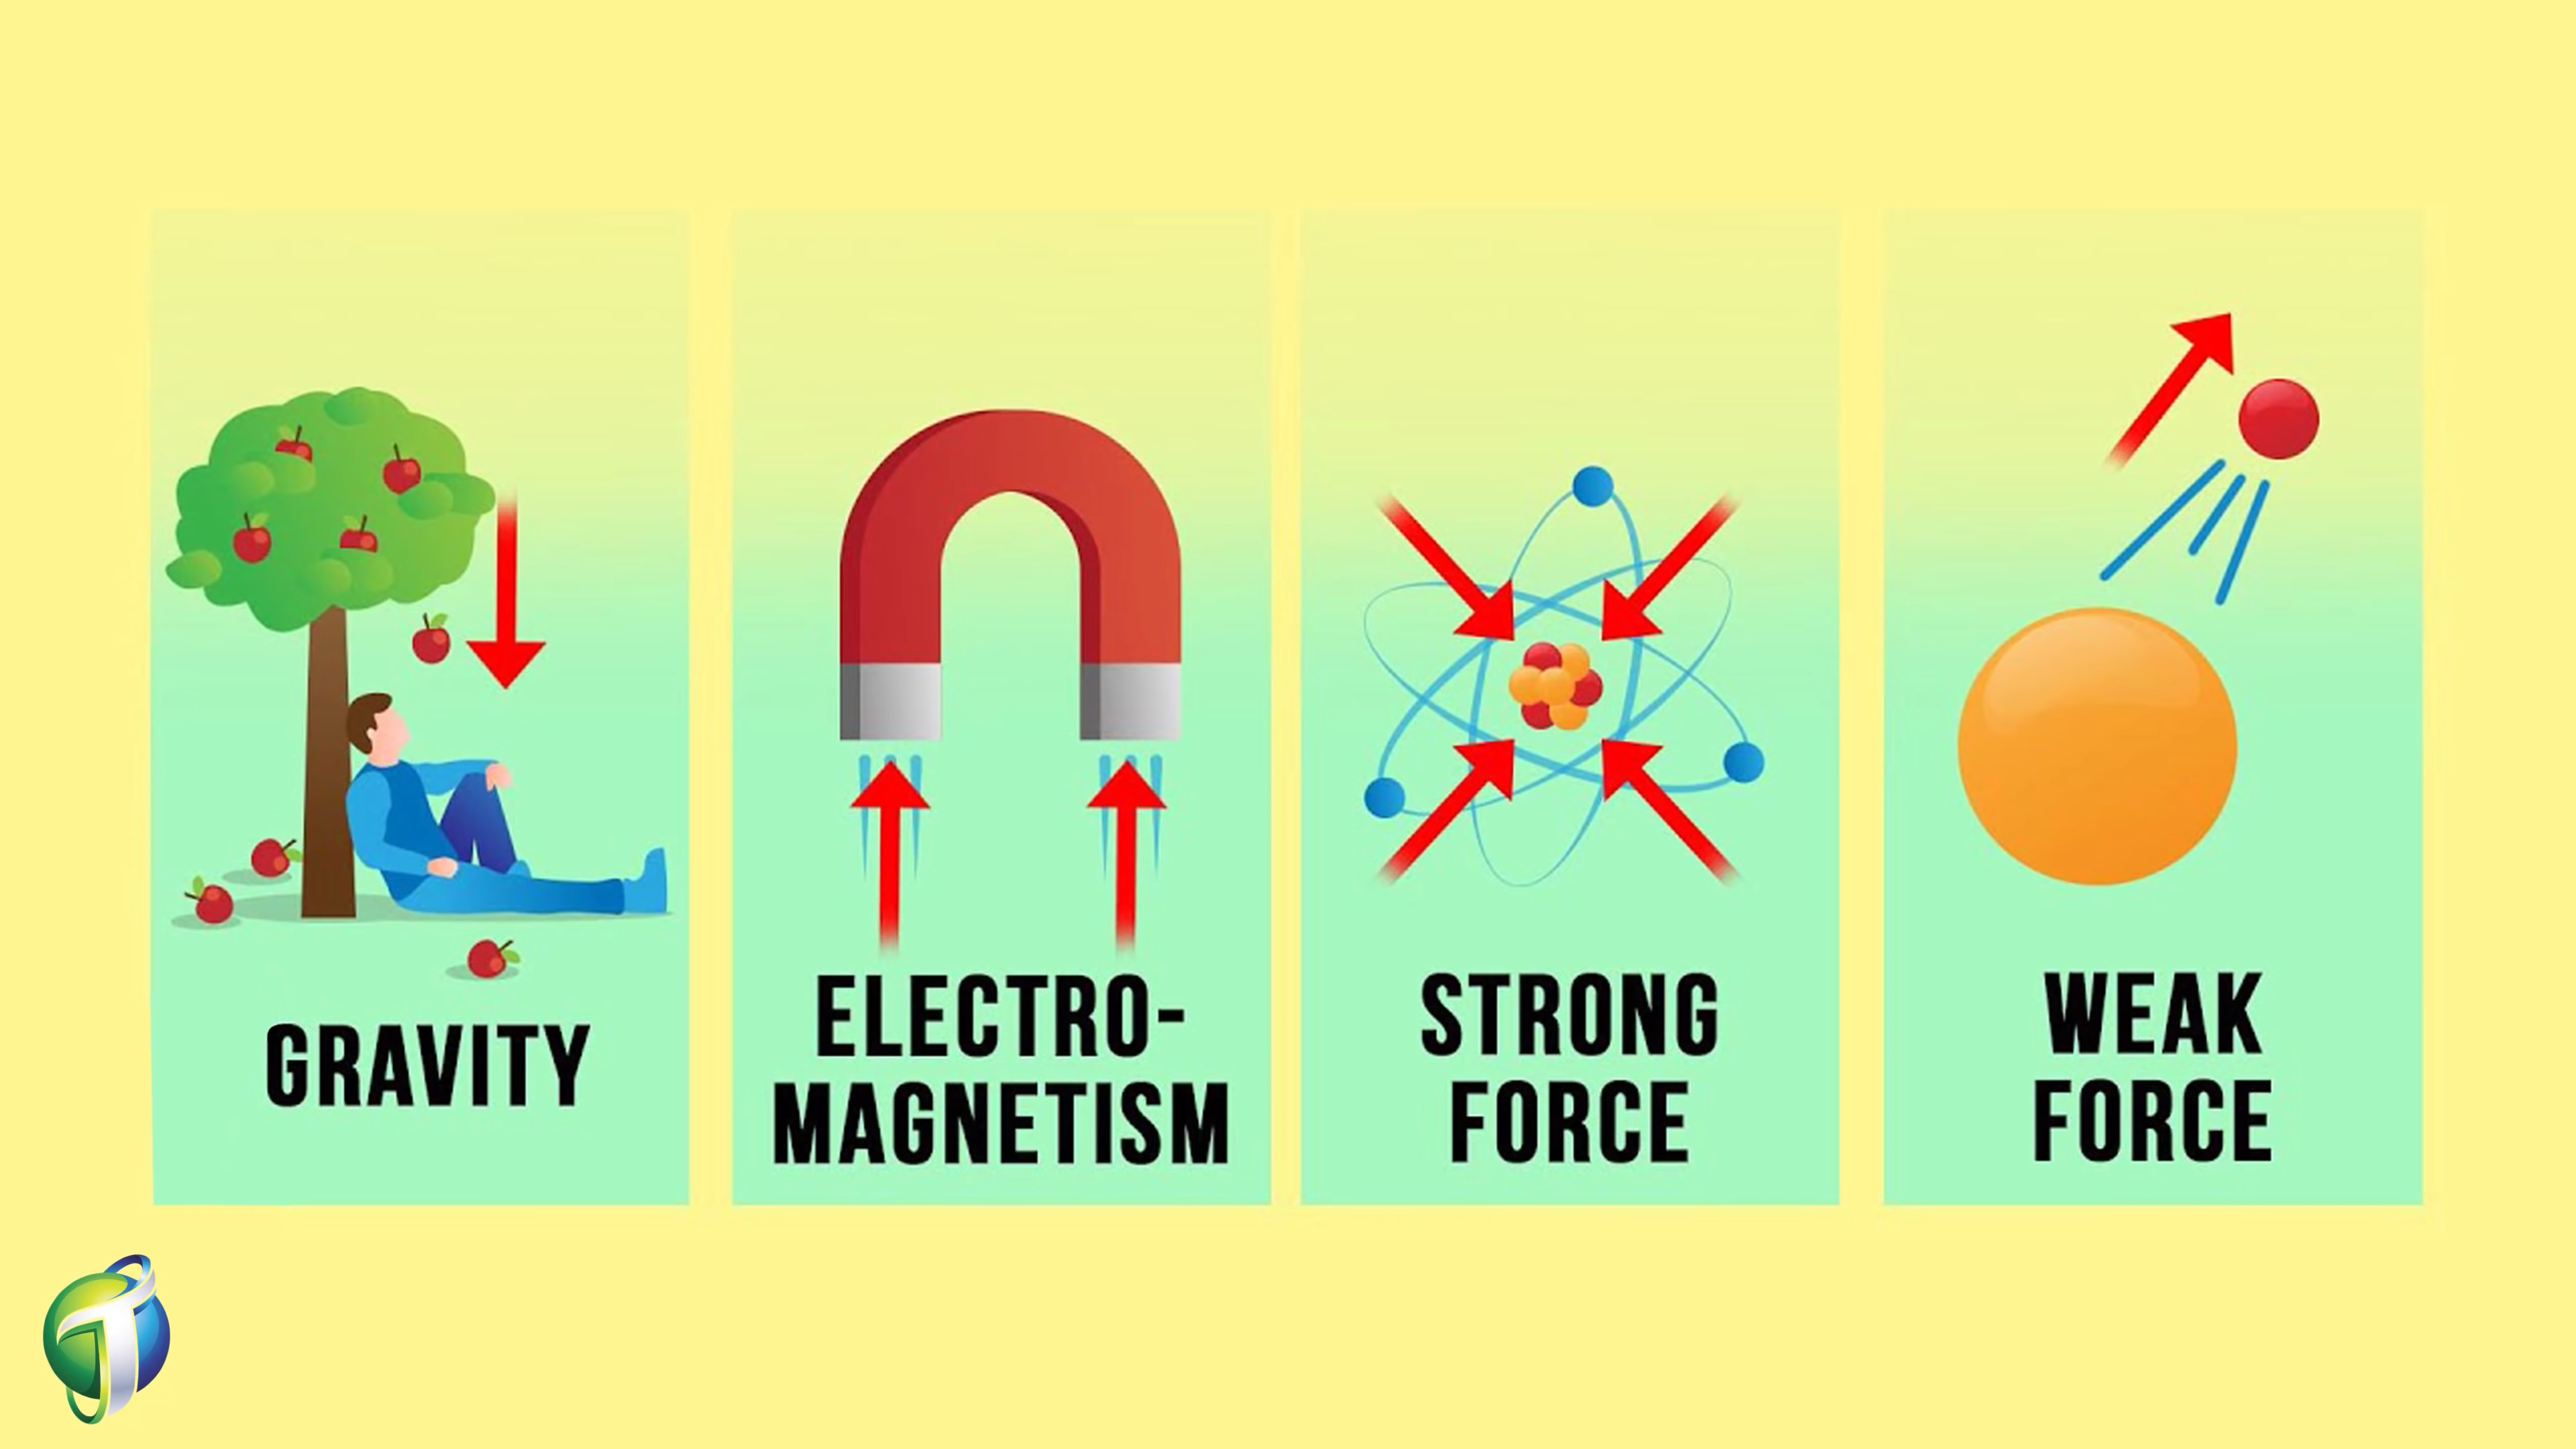 GRAVITY
ELECTRO-
MAGNETISM
STRONG
FORCE
WEAK
FORCE